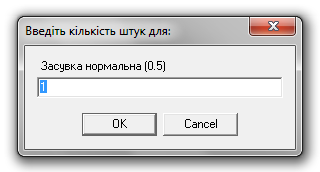 Введіть кількість штук для:
Засувка нормальна (0.5)
1
OK
Cancel